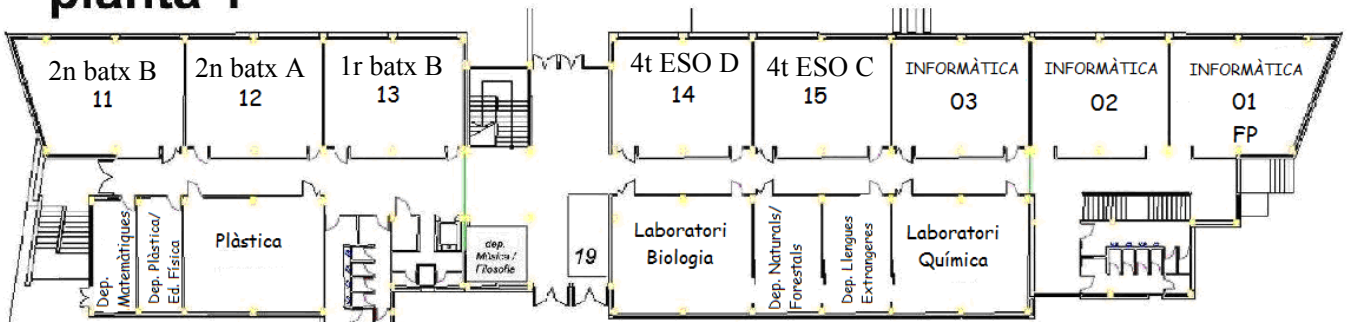 planta 1
2n batx B
11
2n batx A
12
1r batx B
13
4t ESO D
14
4t ESO C
15
INFORMÀTICA
03
INFORMÀTICA
02
INFORMÀTICA
01
FP
Dep.
Matemàtiques
Dep. Plàstica/
Ed. Física
Plàstica
dep.
Música /
Filosofie
19
Laboratori
Biologia
Dep. Naturals/
Forestals
Dep. Llengues
Extrangeres
Laboratori
Química